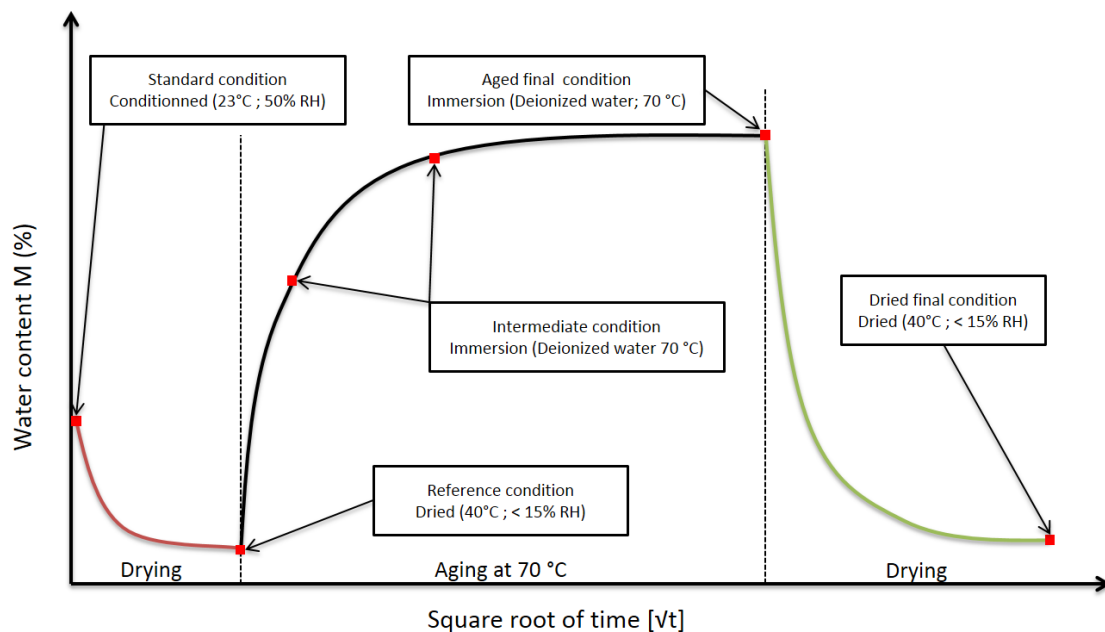 Standard condition
Conditionned (23°C ; 50% RH)
Aged final  condition
Immersion (Deionized water; 70 °C)
Water content M (%)
Intermediate condition
Immersion (Deionized water 70 °C)
Dried final condition
Dried (40°C ; < 15% RH)
Reference condition
Dried (40°C ; < 15% RH)
Drying
Aging at 70 °C
Drying
Square root of time [√t]